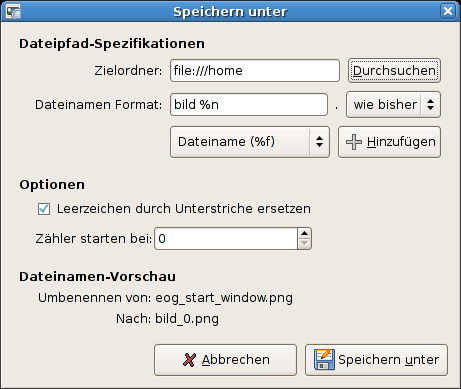 Speichern unter
Dateipfad-Spezifikationen
Zielordner: file:///home Durchsuchen
Dateinamen Format: bild %n . wie bisher
Dateiname (%f) Hinzufügen
Optionen
Leerzeichen durch Unterstriche ersetzen
Zähler starten bei: 0
Dateinamen-Vorschau
Umbenennen von: eog_start_window.png
Nach: bild_0.png
Abbrechen Speichern unter